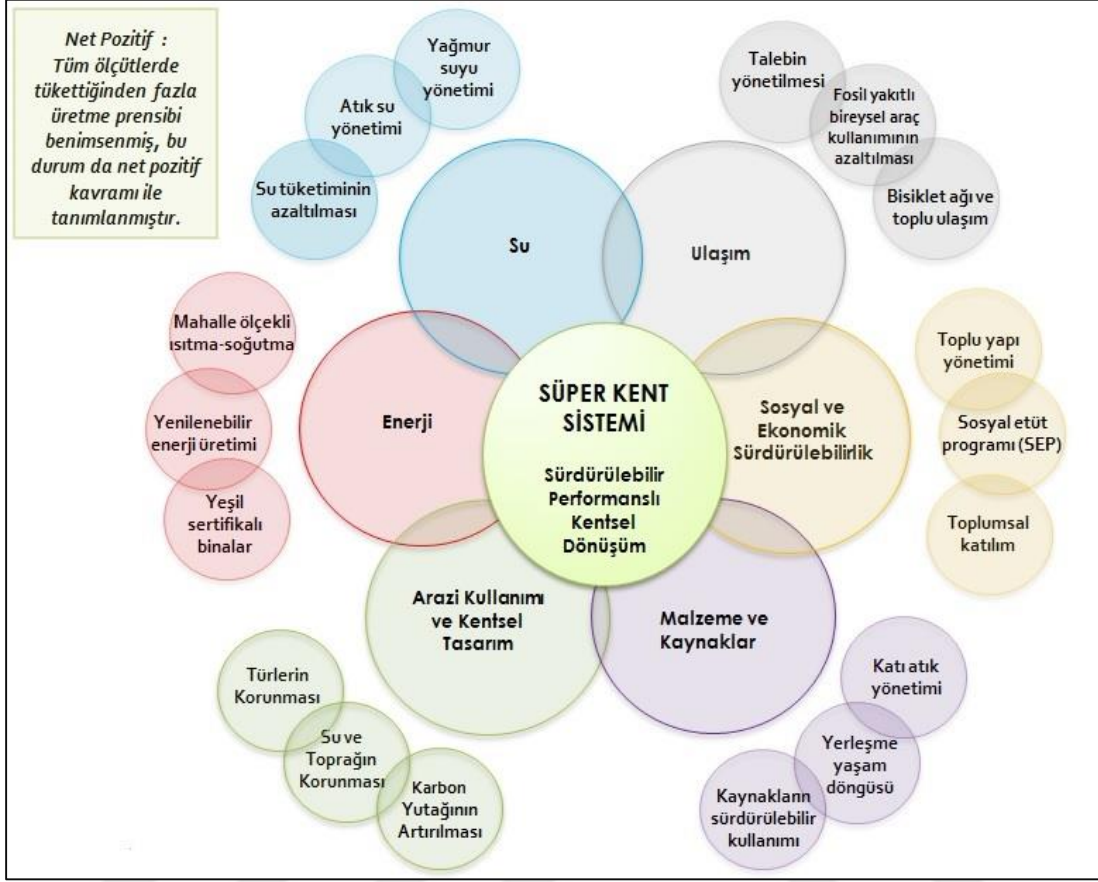 Net Pozitif :
Tüm ölçütlerde
tükettiğinden fazla
üretme prensibi
benimsenmiş, bu
durum da net pozitif
kavramı ile
tanımlanmıştır.
Yağmur
suyu
yönetimi
Atık su
yönetimi
Su tüketiminin
azaltılması
Talebin
yönetilmesi
Fosil yakıtlı
bireysel araç
kullanımının
azaltılması
Bisiklet ağı ve
toplu ulaşım
Su
Ulaşım
Mahalle ölçekli
ısıtma-soğutma
Yenilenebilir
enerji üretimi
Yeşil
sertifikalı
binalar
Enerji
SÜPER KENT
SİSTEMİ
Sürdürülebilir
Performanslı
Kentsel
Dönüşüm
Sosyal ve
Ekonomik
Sürdürülebilirlik
Toplu yapı
yönetimi
Sosyal etüt
programı (SEP)
Toplumsal
katılım
Arazi Kullanımı
ve Kentsel
Tasarım
Malzeme ve
Kaynaklar
Türlerin
Korunması
Su ve
Toprağın
Korunması
Karbon
Yutağının
Artırılması
Katı atık
yönetimi
Yerleşme
yaşam
döngüsü
Kaynakların
sürdürülebilir
kullanımı